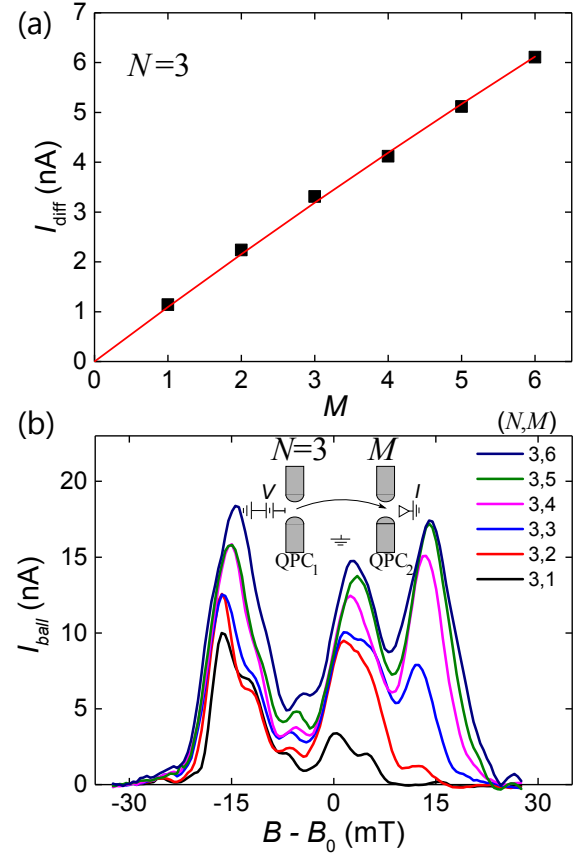 (a)
N=3
I_diff (nA)
7
6
5
4
3
2
1
0
0 1 2 3 4 5 6
M
(b)
(N,M)
3,6
3,5
3,4
3,3
3,2
3,1
N=3 M
V I
QPC₁ QPC₂
I_ball (nA)
20
15
10
5
0
-30 -15 0 15 30
B - B₀ (mT)